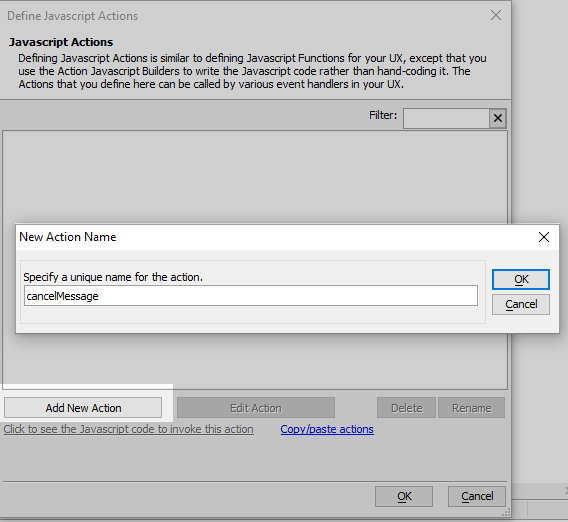 Define Javascript Actions
Javascript Actions
Defining Javascript Actions is similar to defining Javascript Functions for your UX, except that you
use the Action Javascript Builders to write the Javascript code rather than hand-coding it. The
Actions that you define here can be called by various event handlers in your UX.
Filter:
New Action Name
Specify a unique name for the action.
cancelMessage
OK
Cancel
Add New Action
Edit Action
Delete
Rename
Click to see the Javascript code to invoke this action
Copy/paste actions
OK
Cancel